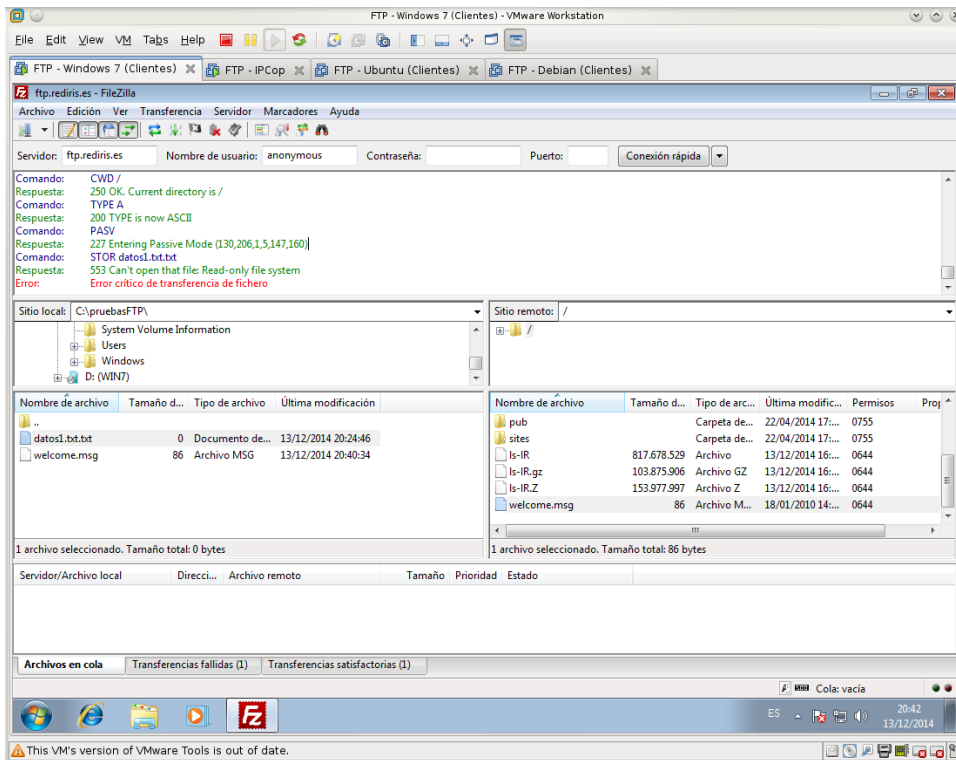 FTP - Windows 7 (Clientes) - VMware Workstation
File Edit View VM Tabs Help
FTP - Windows 7 (Clientes) FTP - IPCop FTP - Ubuntu (Clientes) FTP - Debian (Clientes)
ftp.rediris.es - FileZilla
Archivo Edición Ver Transferencia Servidor Marcadores Ayuda
Servidor: ftp.rediris.es Nombre de usuario: anonymous Contraseña: Puerto: Conexión rápida
Comando: CWD /
Respuesta: 250 OK. Current directory is /
Comando: TYPE A
Respuesta: 200 TYPE is now ASCII
Comando: PASV
Respuesta: 227 Entering Passive Mode (130,206,1,5,147,160)
Comando: STOR datos1.txt.txt
Respuesta: 553 Can't open that file: Read-only file system
Error: Error crítico de transferencia de fichero
Sitio local: C:\pruebasFTP\ Sitio remoto: /
System Volume Information /
Users
Windows
D: (WIN7)
Nombre de archivo Tamaño d... Tipo de archivo Última modificación Nombre de archivo Tamaño d... Tipo de arc... Última modific... Permisos
.. pub Carpeta de... 22/04/2014 17:... 0755
datos1.txt.txt 0 Documento de... 13/12/2014 20:24:46 sites Carpeta de... 22/04/2014 17:... 0755
welcome.msg 86 Archivo MSG 13/12/2014 20:40:34 ls-lR 817.678.529 Archivo 13/12/2014 16:... 0644
ls-lR.gz 103.875.906 Archivo GZ 13/12/2014 16:... 0644
ls-lR.Z 153.977.997 Archivo Z 13/12/2014 16:... 0644
welcome.msg 86 Archivo M... 18/01/2010 14:... 0644
1 archivo seleccionado. Tamaño total: 0 bytes 1 archivo seleccionado. Tamaño total: 86 bytes
Servidor/Archivo local Direcci... Archivo remoto Tamaño Prioridad Estado
Archivos en cola Transferencias fallidas (1) Transferencias satisfactorias (1)
Cola: vacía
ES 20:42
13/12/2014
This VM's version of VMware Tools is out of date.